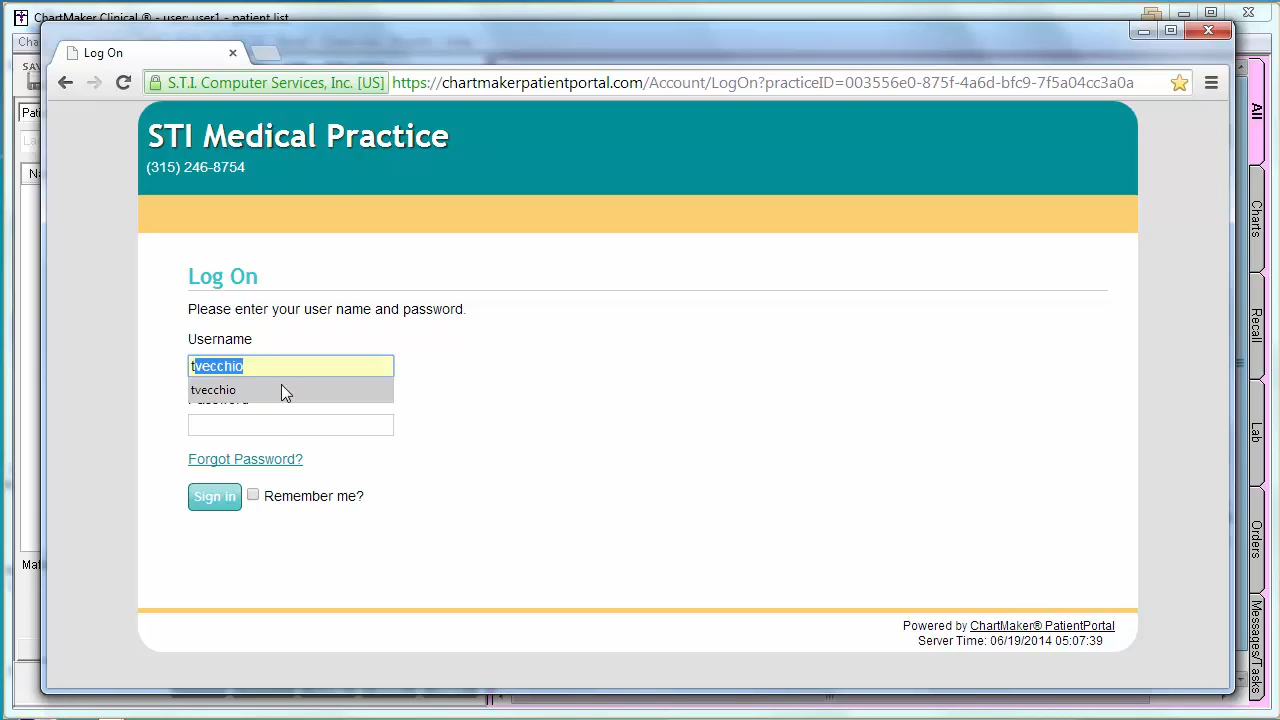 ChartMaker Clinical ® - user: user1 - patient list
Log On
S.T.I. Computer Services, Inc. [US]
https://chartmakerpatientportal.com/Account/LogOn?practiceID=003556e0-875f-4a6d-bfc9-7f5a04cc3a0a
STI Medical Practice
(315) 246-8754
Log On
Please enter your user name and password.
Username
tvecchio
tvecchio
Password
Forgot Password?
Sign in
Remember me?
Powered by ChartMaker® PatientPortal
Server Time: 06/19/2014 05:07:39
All
Charts
Recall
Lab
Orders
Messages/Tasks